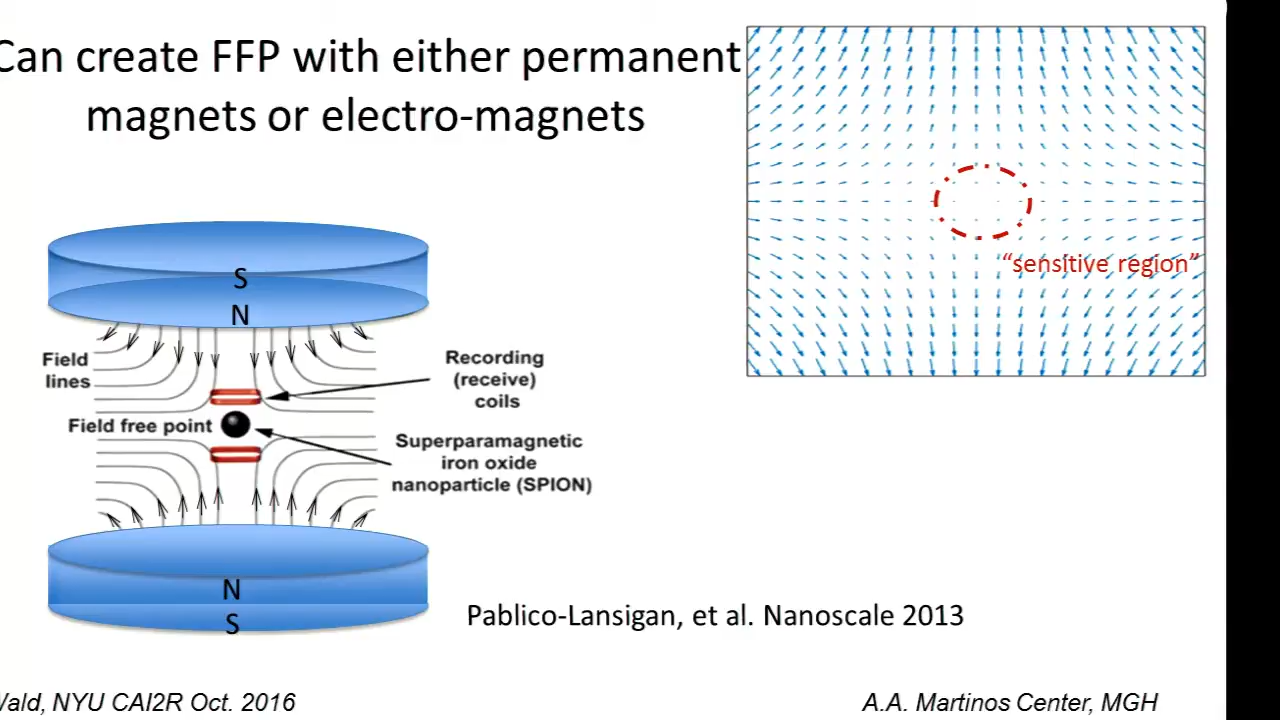 Can create FFP with either permanent
magnets or electro-magnets
"sensitive region"
S
N
Field
lines
Recording
(receive)
coils
Field free point
Superparamagnetic
iron oxide
nanoparticle (SPION)
N
S
Pablico-Lansigan, et al. Nanoscale 2013
Wald, NYU CAI2R Oct. 2016
A.A. Martinos Center, MGH